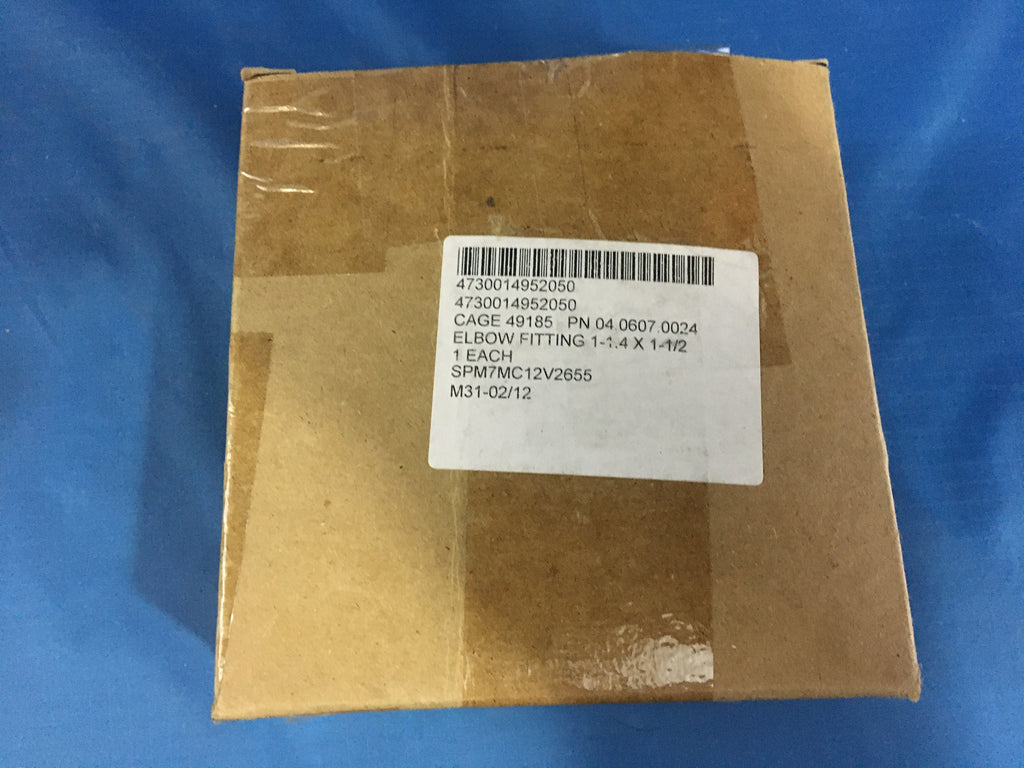 4730014952050
4730014952050
CAGE 49185 PN 04.0607.0024
ELBOW FITTING 1-1.4 X 1-1/2
1 EACH
SPM7MC12V2655
M31-02/12